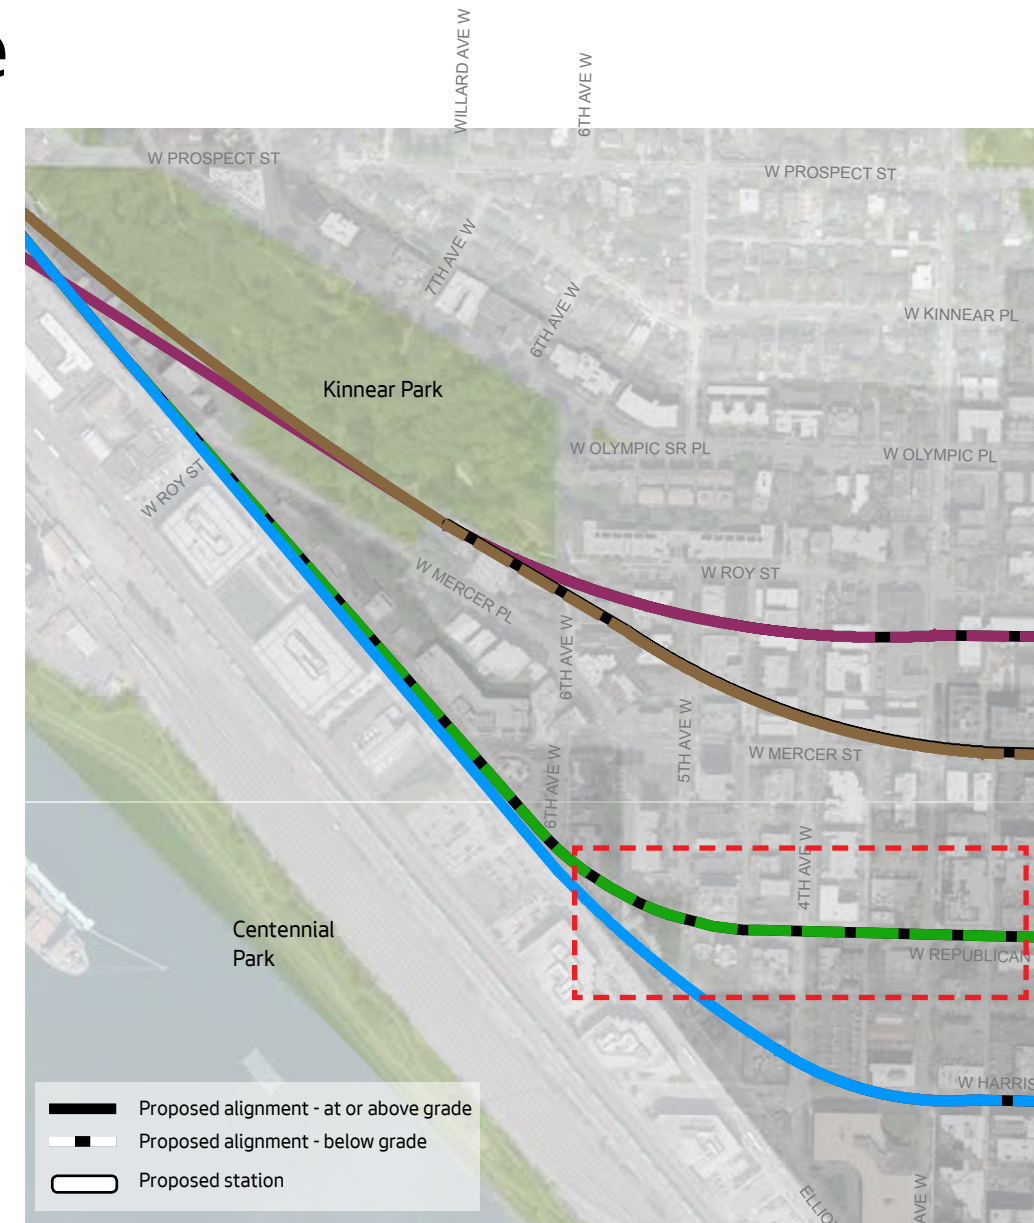 e
WILLARD AVE W
6TH AVE W
W PROSPECT ST
W PROSPECT ST
7TH AVE W
6TH AVE W
W KINNEAR PL
Kinnear Park
W OLYMPIC SR PL
W OLYMPIC PL
W ROY ST
W MERCER PL
W ROY ST
6TH AVE W
5TH AVE W
W MERCER ST
6TH AVE W
4TH AVE W
Centennial
Park
W REPUBLICAN
W HARRIS
Proposed alignment - at or above grade
Proposed alignment - below grade
Proposed station
ELLIO
AVE W